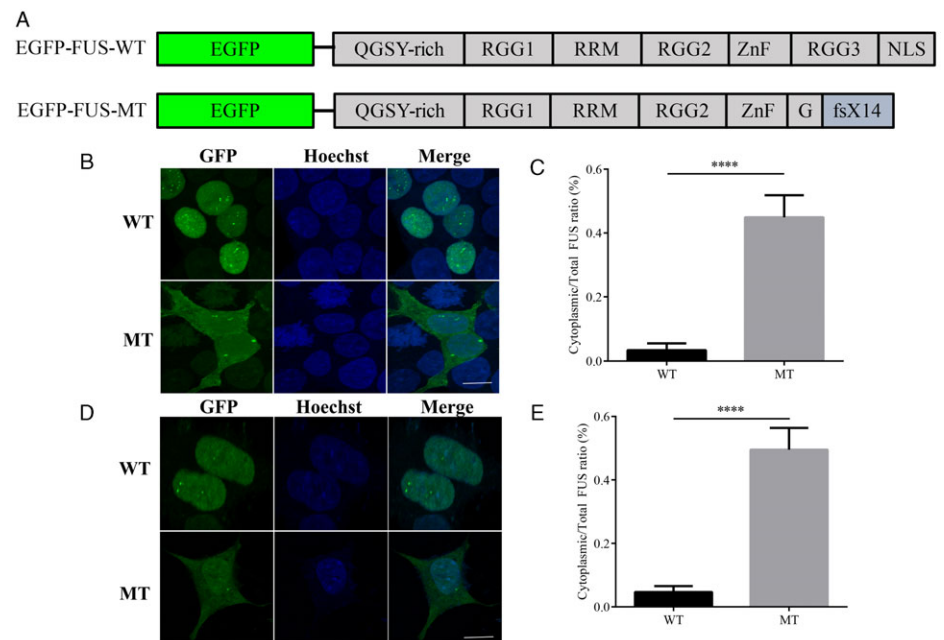 A
EGFP-FUS-WT EGFP QGSY-rich RGG1 RRM RGG2 ZnF RGG3 NLS
EGFP-FUS-MT EGFP QGSY-rich RGG1 RRM RGG2 ZnF G fsX14
B GFP Hoechst Merge
WT
MT
C
Cytoplasmic/Total FUS ratio (%)
0.6
0.4
0.2
0.0
****
WT MT
D GFP Hoechst Merge
WT
MT
E
Cytoplasmic/Total FUS ratio (%)
0.6
0.4
0.2
0.0
****
WT MT